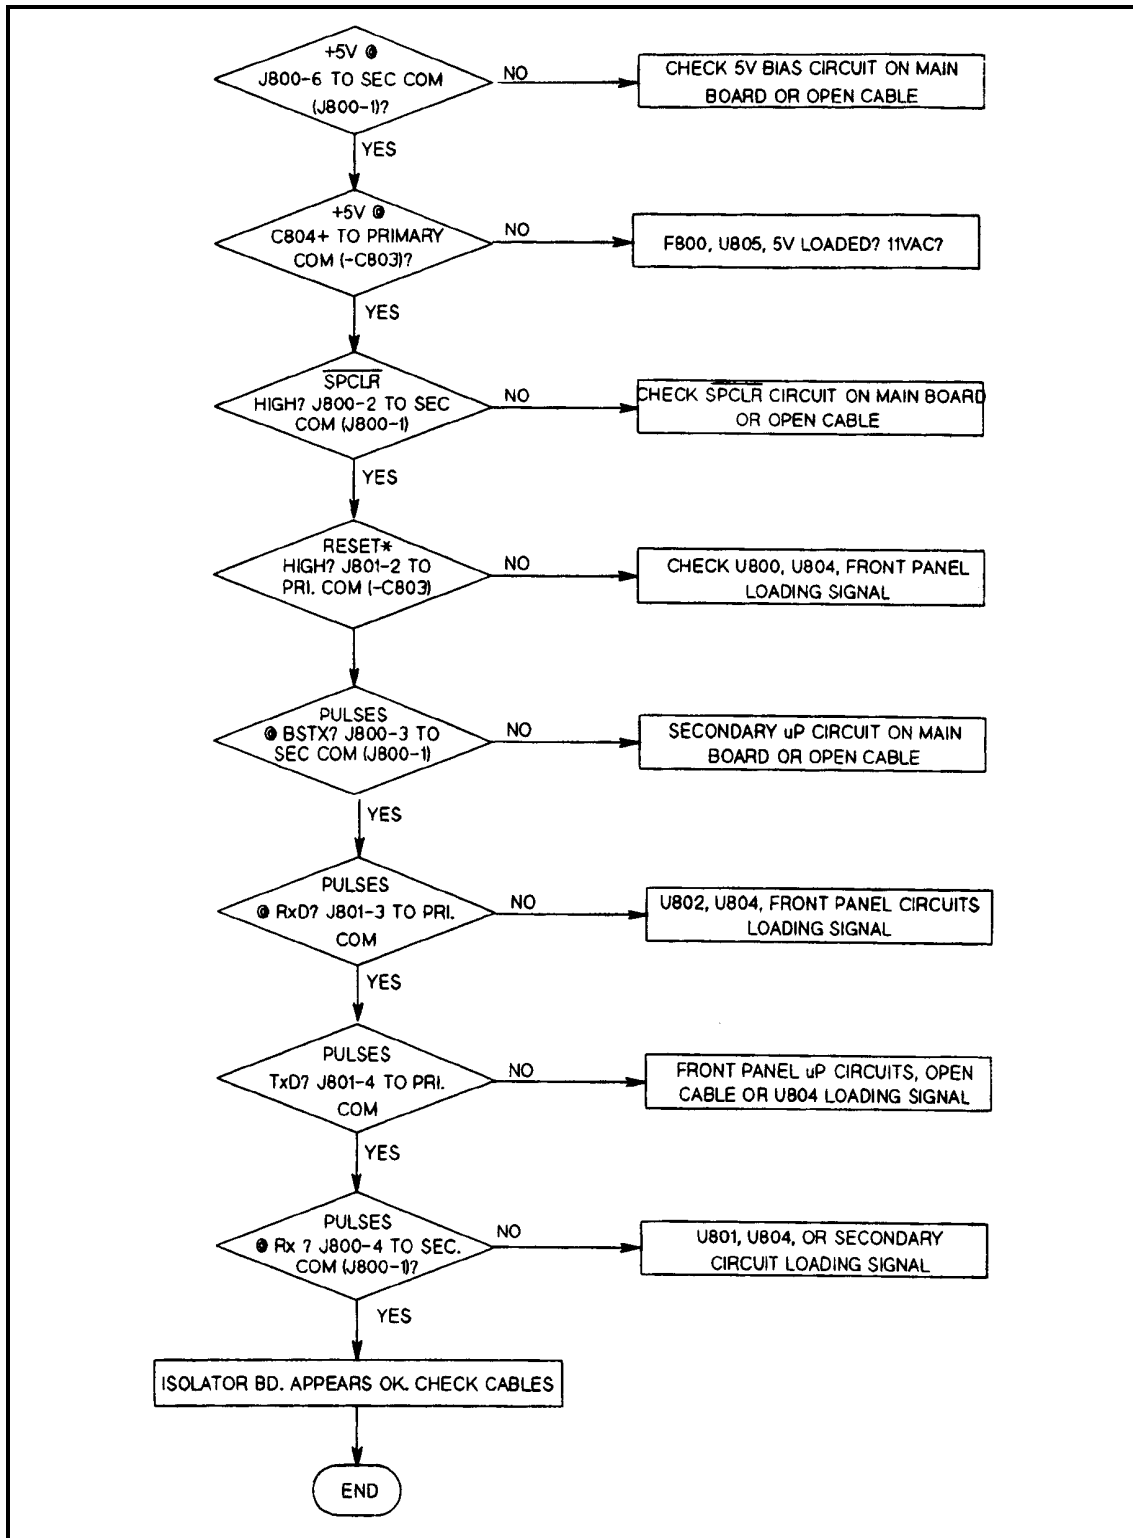 +5V @
J800-6 TO SEC COM
(J800-1)?
NO
CHECK 5V BIAS CIRCUIT ON MAIN
BOARD OR OPEN CABLE
YES
+5V @
C804+ TO PRIMARY
COM (-C803)?
NO
F800, U805, 5V LOADED? 11VAC?
YES
SPCLR
HIGH? J800-2 TO SEC
COM (J800-1)
NO
CHECK SPCLR CIRCUIT ON MAIN BOARD
OR OPEN CABLE
YES
RESET*
HIGH? J801-2 TO
PRI. COM (-C803)
NO
CHECK U800, U804, FRONT PANEL
LOADING SIGNAL
PULSES
@ BSTX? J800-3 TO
SEC COM (J800-1)
NO
SECONDARY uP CIRCUIT ON MAIN
BOARD OR OPEN CABLE
YES
PULSES
@ RxD? J801-3 TO PRI.
COM
NO
U802, U804, FRONT PANEL CIRCUITS
LOADING SIGNAL
YES
PULSES
TxD? J801-4 TO PRI.
COM
NO
FRONT PANEL uP CIRCUITS, OPEN
CABLE OR U804 LOADING SIGNAL
YES
PULSES
@ Rx ? J800-4 TO SEC.
COM (J800-1)?
NO
U801, U804, OR SECONDARY
CIRCUIT LOADING SIGNAL
YES
ISOLATOR BD. APPEARS OK. CHECK CABLES
END